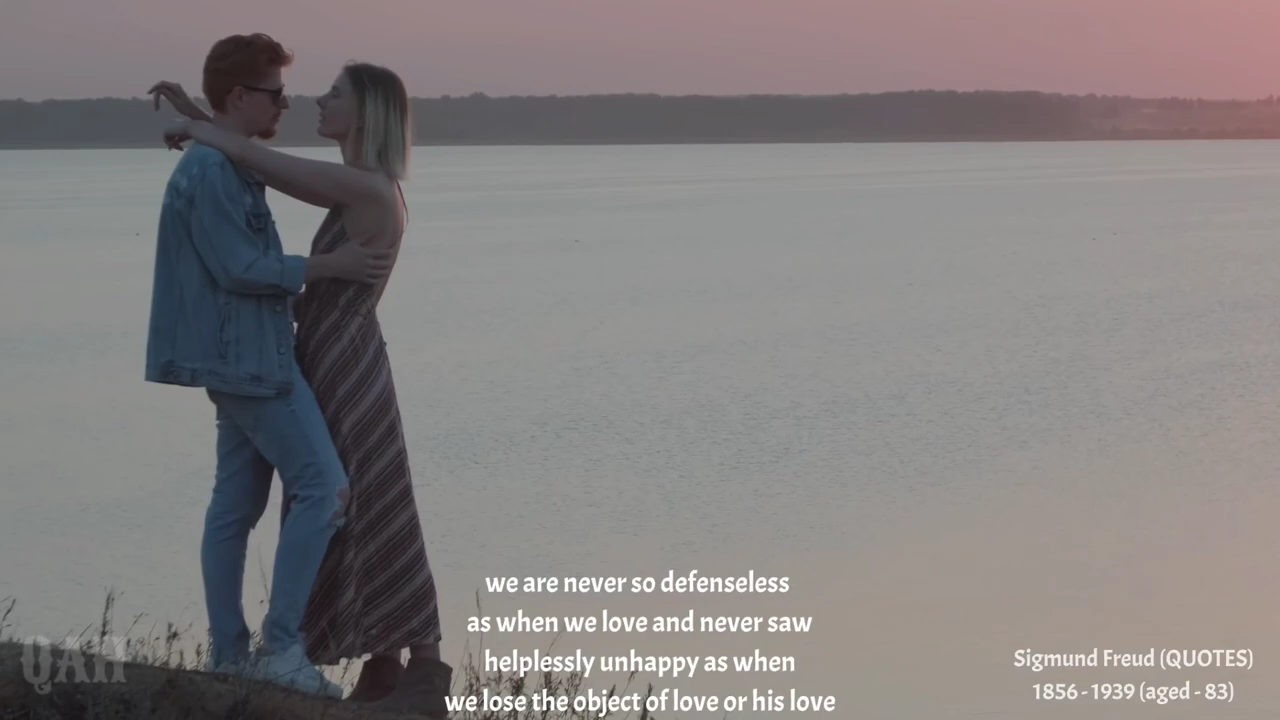 we are never so defenseless
as when we love and never saw
helplessly unhappy as when
we lose the object of love or his love
Sigmund Freud (QUOTES)
1856 - 1939 (aged - 83)
QAH